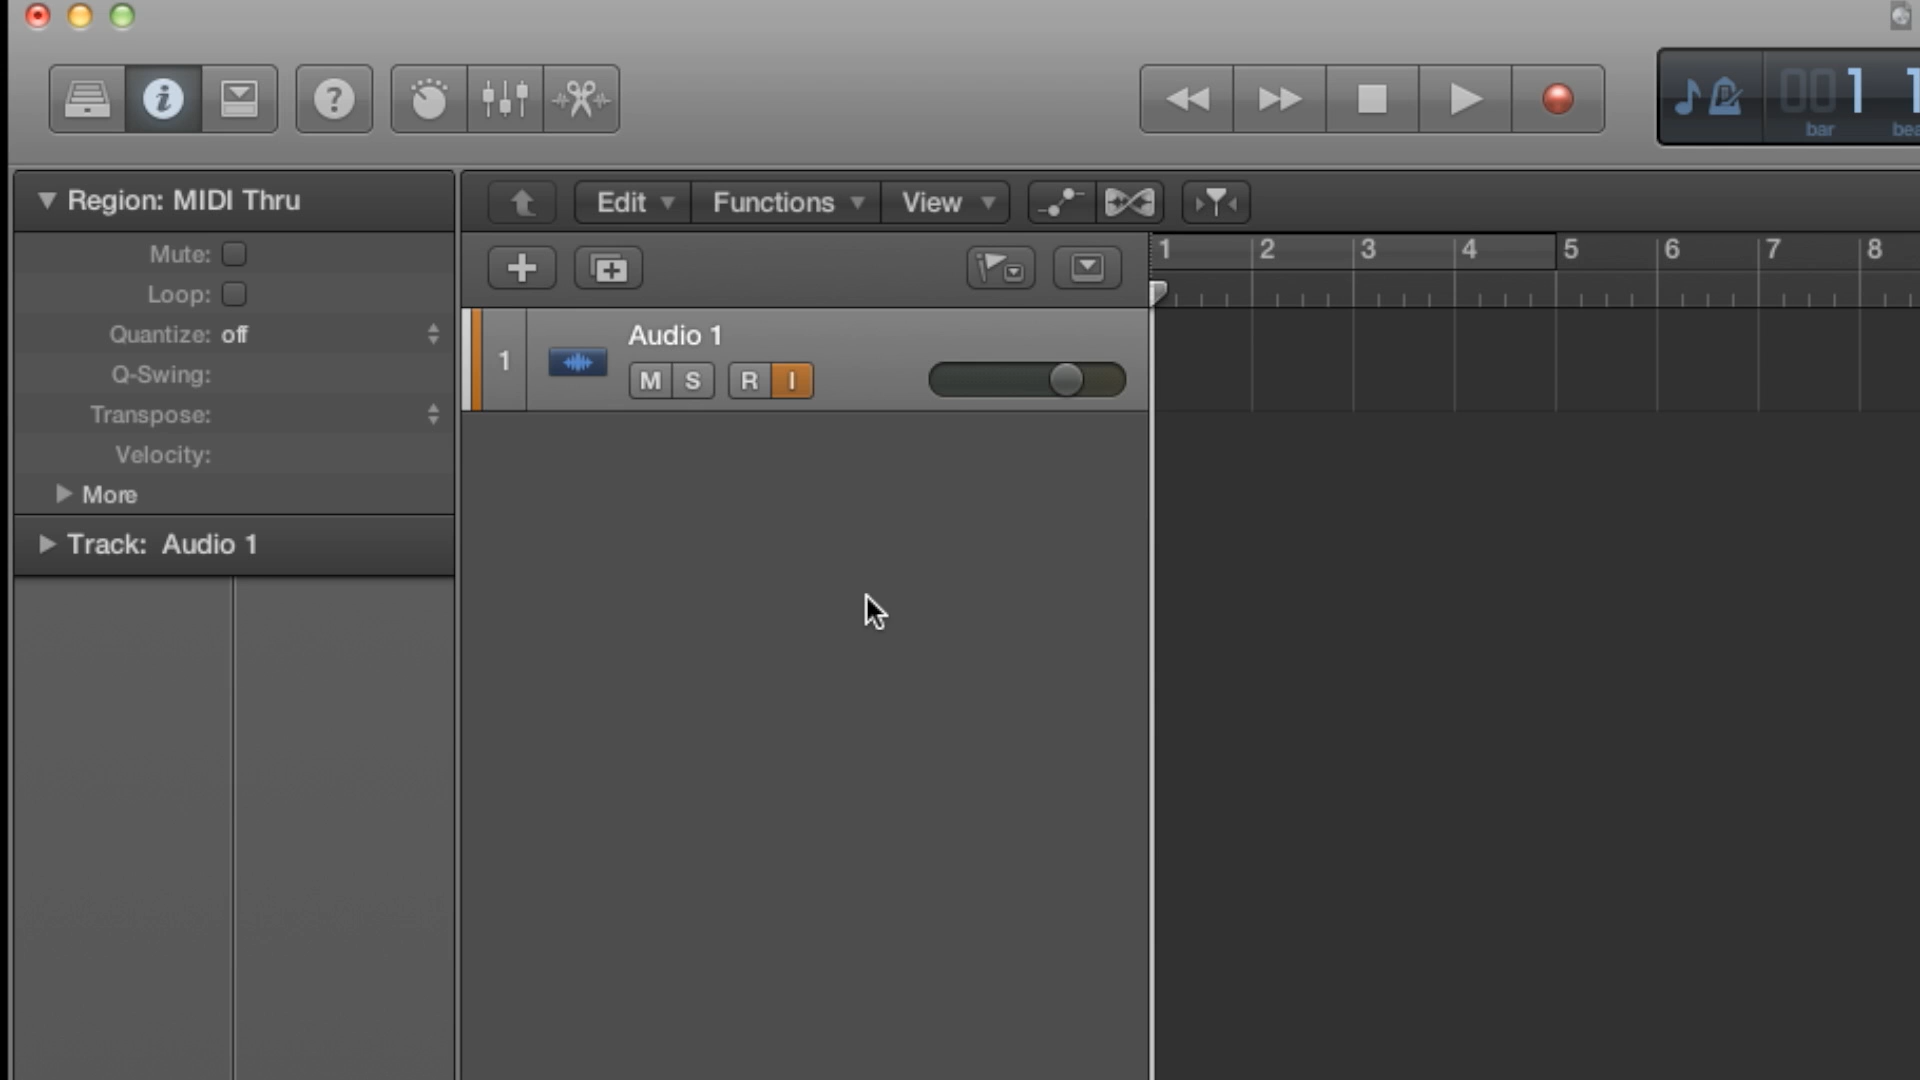 001 1
bar
Region: MIDI Thru
Edit
Functions
View
Mute:
Loop:
Quantize: off
Q-Swing:
Transpose:
Velocity:
More
Track: Audio 1
1 2 3 4 5 6 7 8
1
Audio 1
M S R I